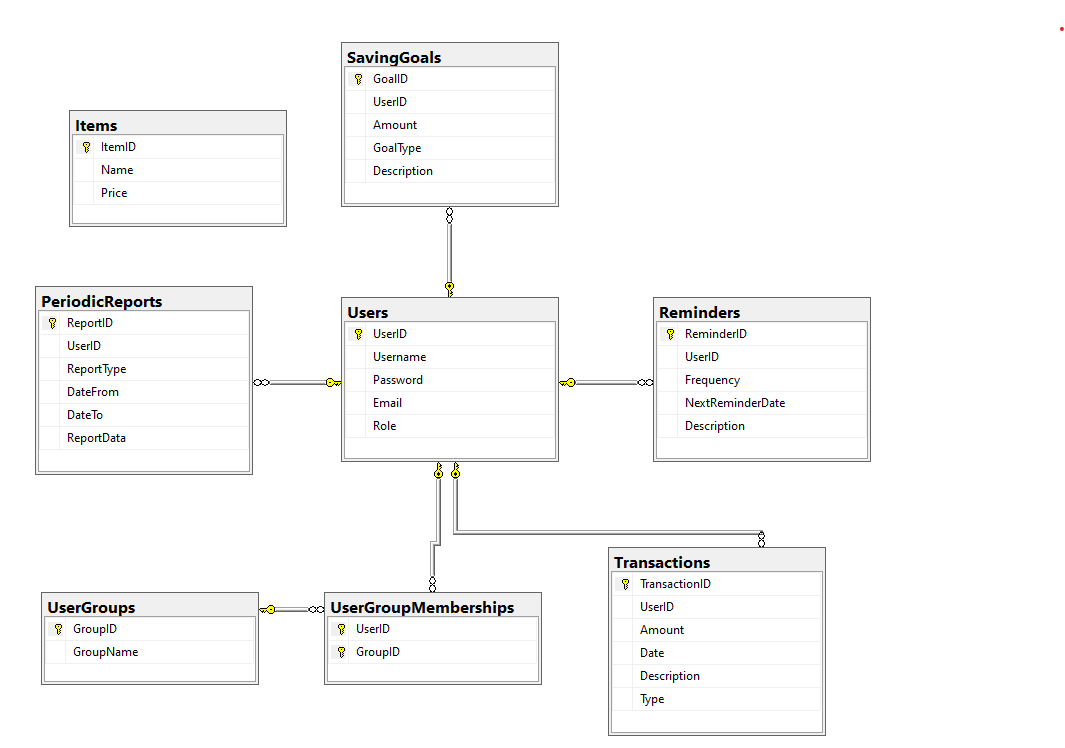 SavingGoals
GoalID
UserID
Amount
GoalType
Description
Items
ItemID
Name
Price
PeriodicReports
ReportID
UserID
ReportType
DateFrom
DateTo
ReportData
Users
UserID
Username
Password
Email
Role
Reminders
ReminderID
UserID
Frequency
NextReminderDate
Description
UserGroups
GroupID
GroupName
UserGroupMemberships
UserID
GroupID
Transactions
TransactionID
UserID
Amount
Date
Description
Type